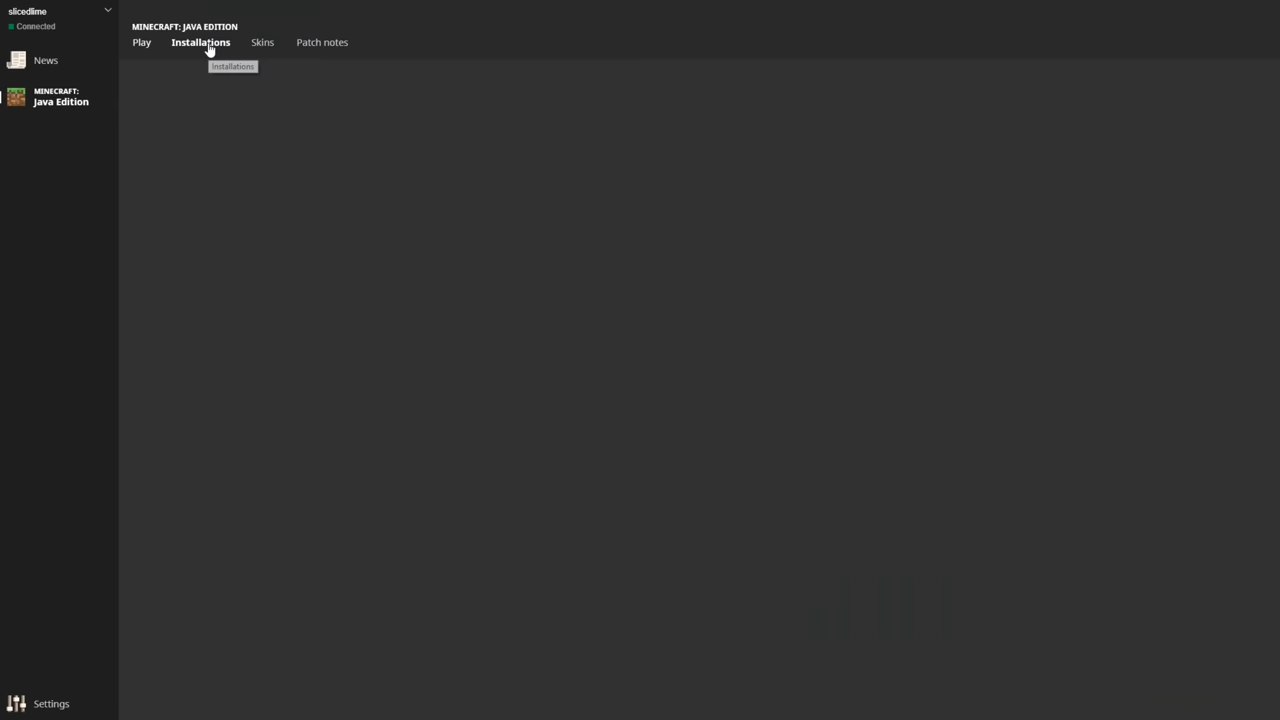 slicedlime
Connected
News
MINECRAFT:
Java Edition
Settings
MINECRAFT: JAVA EDITION
Play Installations Skins Patch notes
Installations